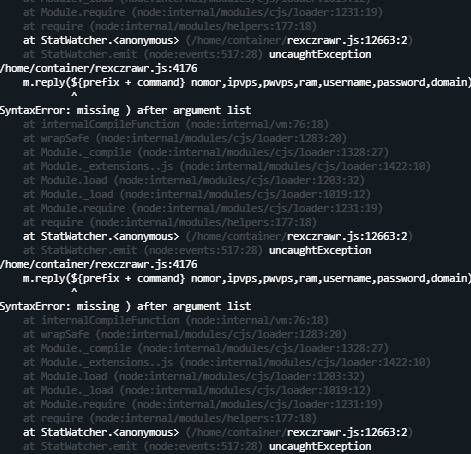 at Module._load (node:internal/modules/cjs/loader:1019:12)
at Module.require (node:internal/modules/cjs/loader:1231:19)
at require (node:internal/modules/helpers:177:18)
at StatWatcher.<anonymous> (/home/container/rexczrawr.js:12663:2)
at StatWatcher.emit (node:events:517:28) uncaughtException
/home/container/rexczrawr.js:4176
m.reply(${prefix + command} nomor,ipvps,pwvps,ram,username,password,domain)
^
SyntaxError: missing ) after argument list
at internalCompileFunction (node:internal/vm:76:18)
at wrapSafe (node:internal/modules/cjs/loader:1283:20)
at Module._compile (node:internal/modules/cjs/loader:1328:27)
at Module._extensions..js (node:internal/modules/cjs/loader:1422:10)
at Module.load (node:internal/modules/cjs/loader:1203:32)
at Module._load (node:internal/modules/cjs/loader:1019:12)
at Module.require (node:internal/modules/cjs/loader:1231:19)
at require (node:internal/modules/helpers:177:18)
at StatWatcher.<anonymous> (/home/container/rexczrawr.js:12663:2)
at StatWatcher.emit (node:events:517:28) uncaughtException
/home/container/rexczrawr.js:4176
m.reply(${prefix + command} nomor,ipvps,pwvps,ram,username,password,domain)
^
SyntaxError: missing ) after argument list
at internalCompileFunction (node:internal/vm:76:18)
at wrapSafe (node:internal/modules/cjs/loader:1283:20)
at Module._compile (node:internal/modules/cjs/loader:1328:27)
at Module._extensions..js (node:internal/modules/cjs/loader:1422:10)
at Module.load (node:internal/modules/cjs/loader:1203:32)
at Module._load (node:internal/modules/cjs/loader:1019:12)
at Module.require (node:internal/modules/cjs/loader:1231:19)
at require (node:internal/modules/helpers:177:18)
at StatWatcher.<anonymous> (/home/container/rexczrawr.js:12663:2)
at StatWatcher.emit (node:events:517:28) uncaughtException